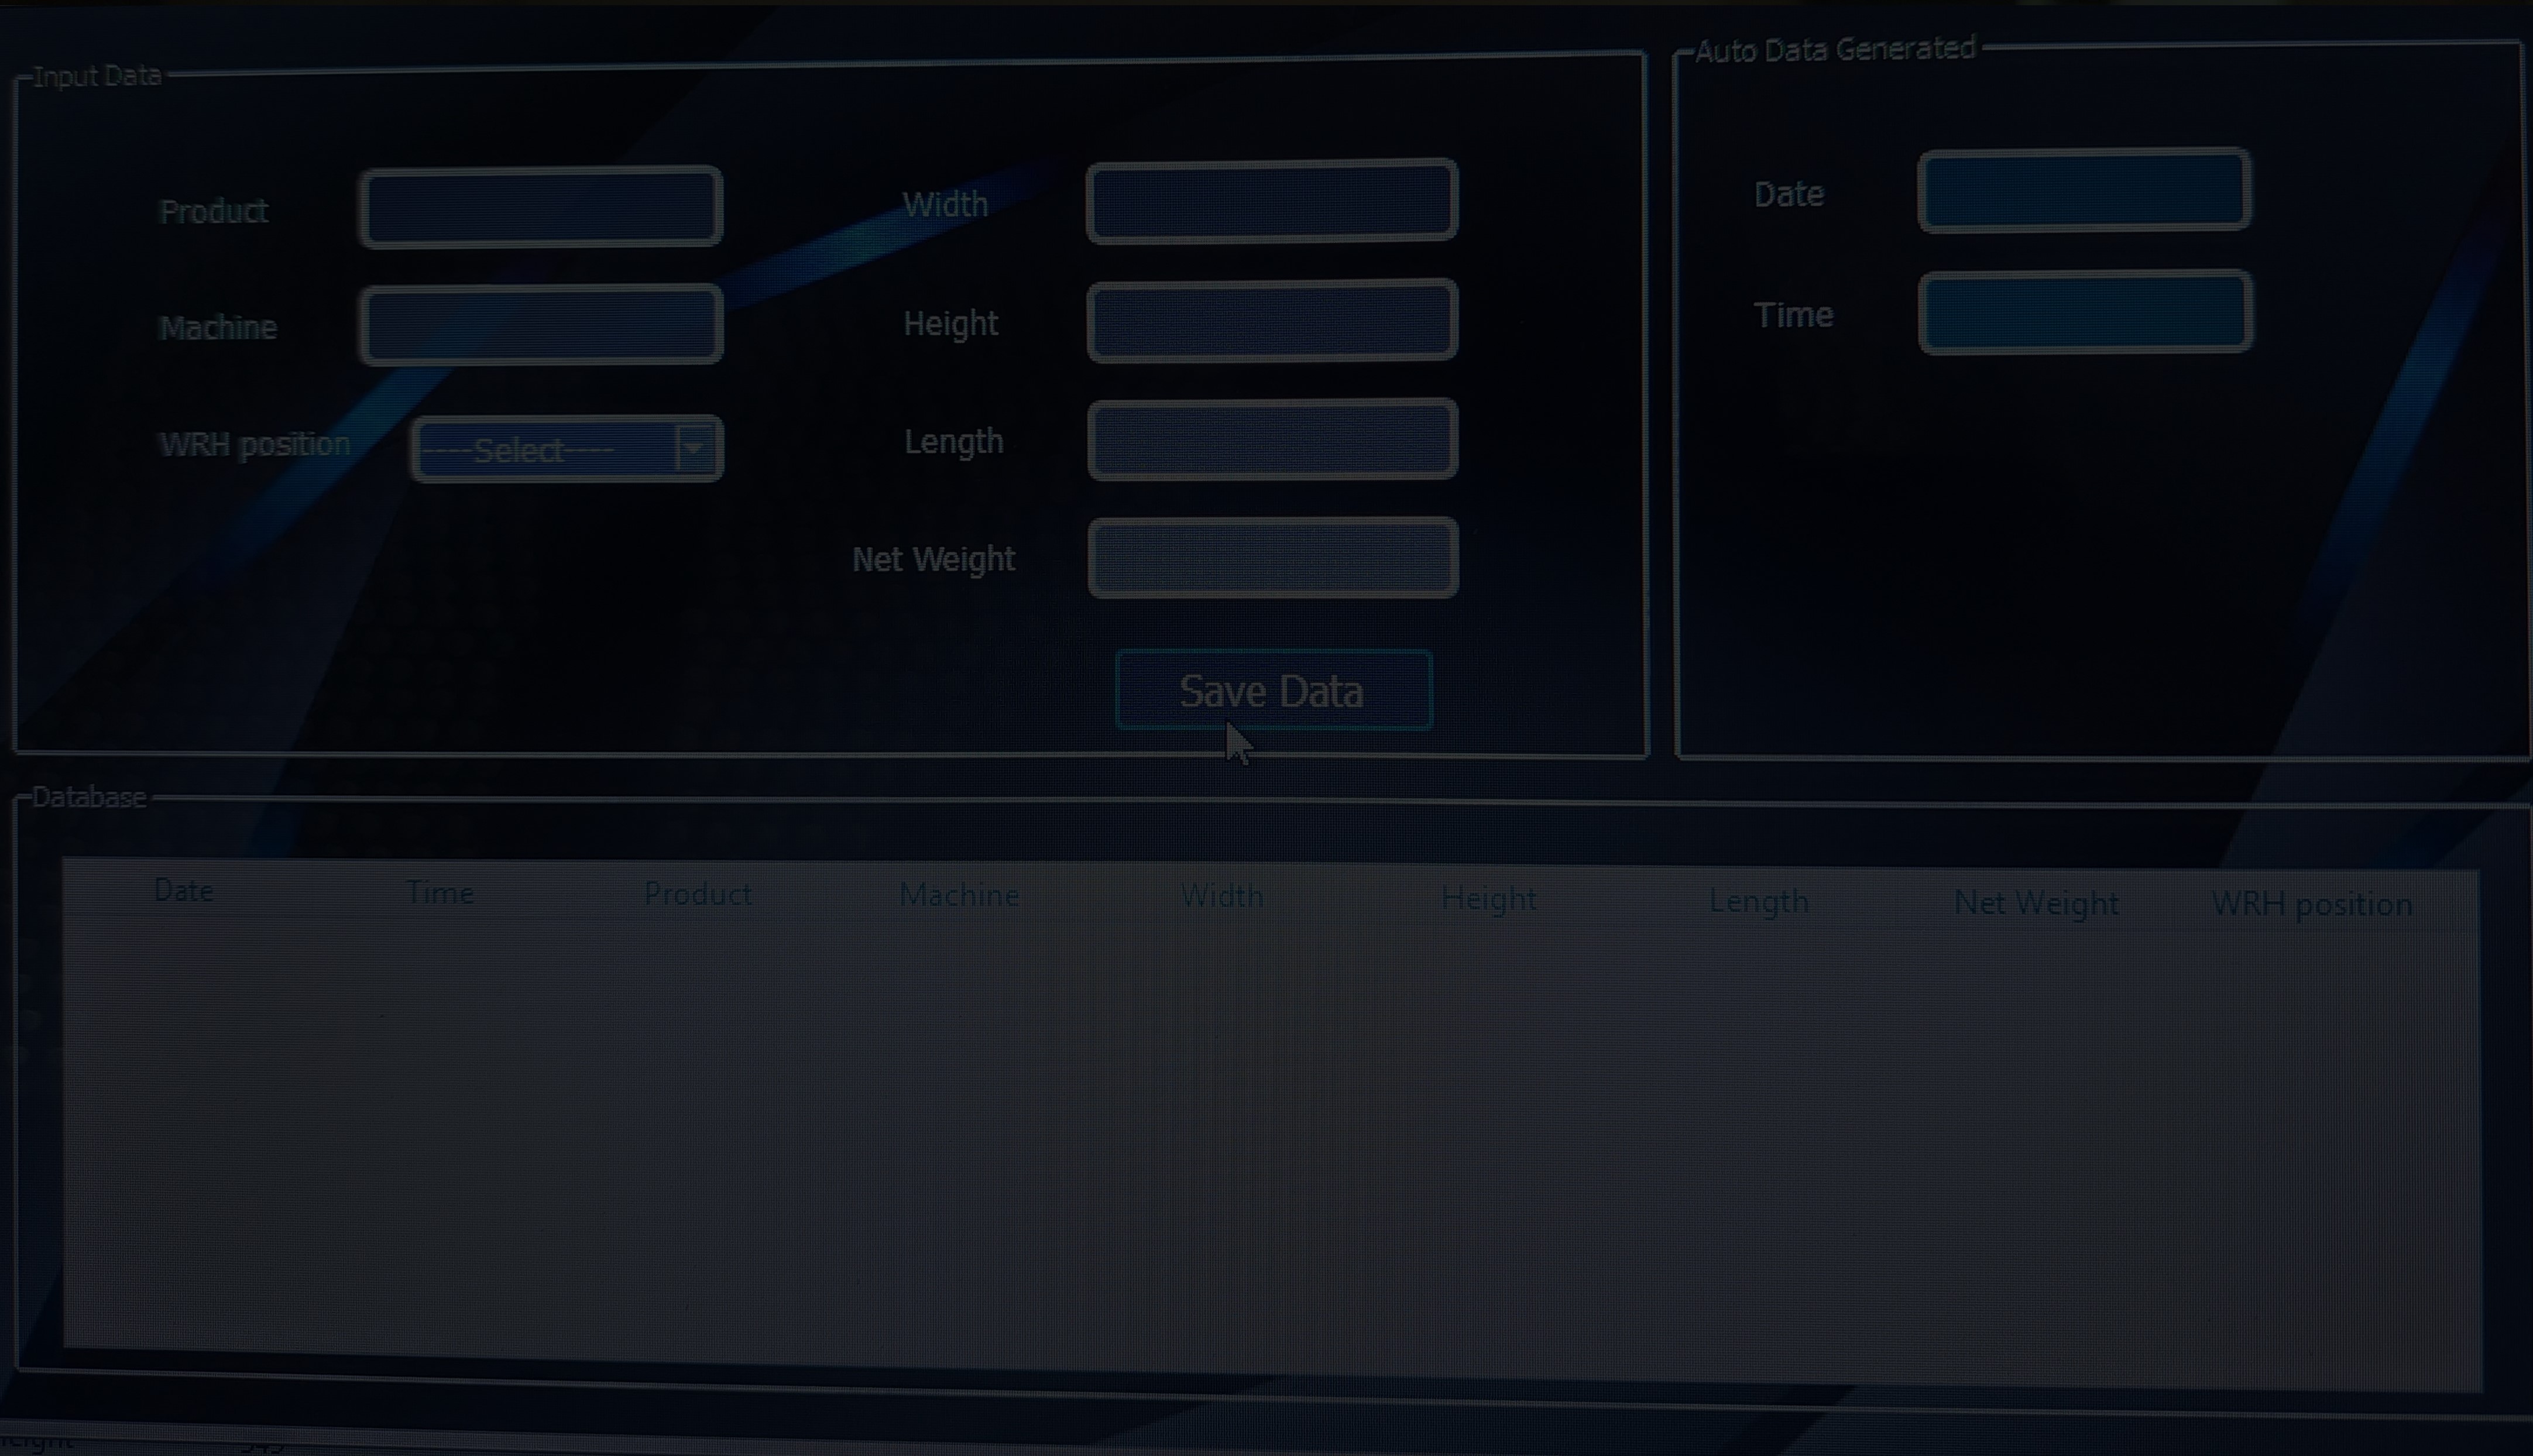 Input Data
Auto Data Generated
Product
Width
Date
Machine
Height
Time
WRH position
----Select----
Length
Net Weight
Save Data
Database
Date Time Product Machine Width Height Length Net Weight WRH position